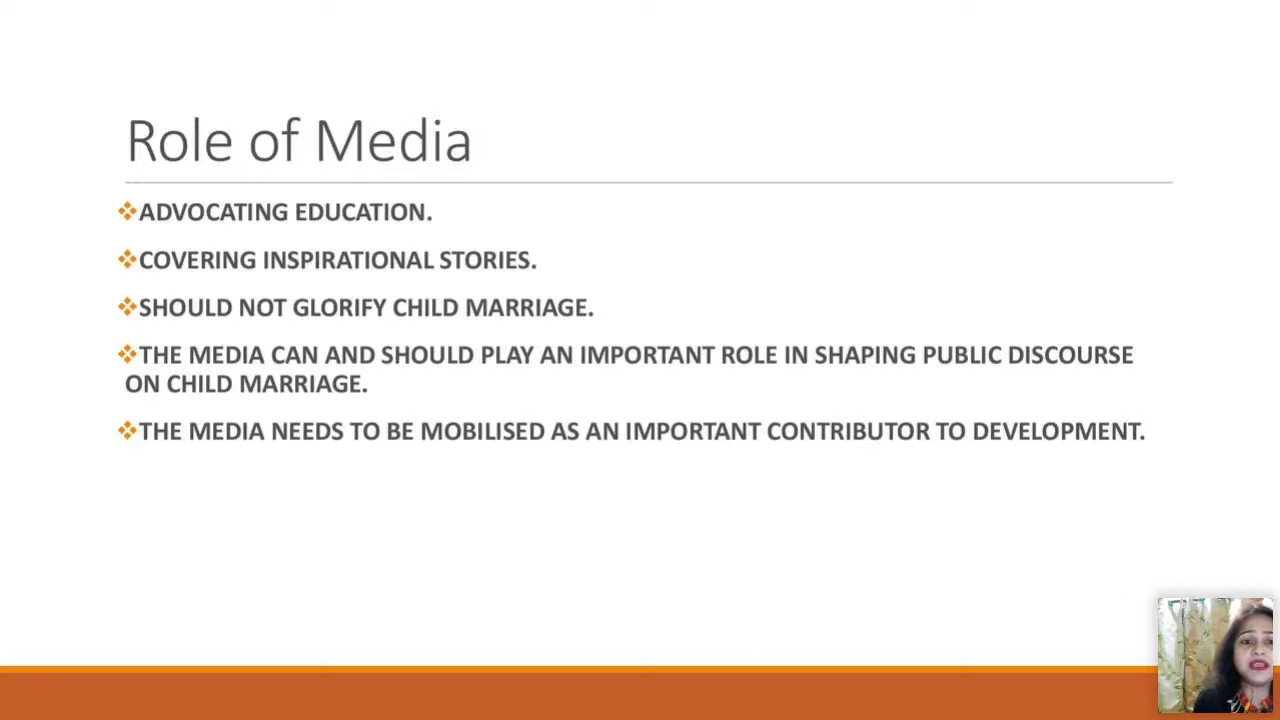 Role of Media
ADVOCATING EDUCATION.
COVERING INSPIRATIONAL STORIES.
SHOULD NOT GLORIFY CHILD MARRIAGE.
THE MEDIA CAN AND SHOULD PLAY AN IMPORTANT ROLE IN SHAPING PUBLIC DISCOURSE
ON CHILD MARRIAGE.
THE MEDIA NEEDS TO BE MOBILISED AS AN IMPORTANT CONTRIBUTOR TO DEVELOPMENT.